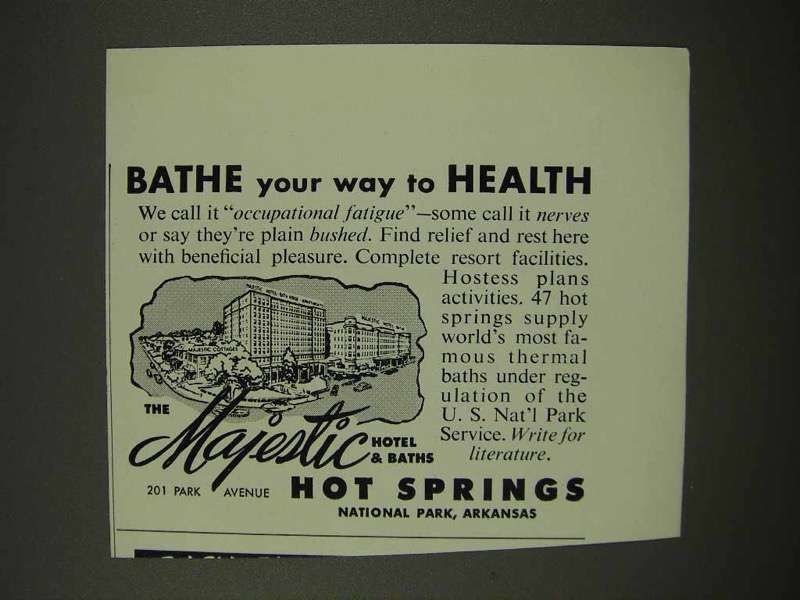 BATHE your way to HEALTH
We call it "occupational fatigue"—some call it nerves
or say they're plain bushed. Find relief and rest here
with beneficial pleasure. Complete resort facilities.
Hostess plans
activities. 47 hot
springs supply
world's most fa-
mous thermal
baths under reg-
ulation of the
U. S. Nat'l Park
Service. Write for
literature.
MAJESTIC COTTAGES
THE
Majestic
HOTEL
& BATHS
201 PARK AVENUE HOT SPRINGS
NATIONAL PARK, ARKANSAS